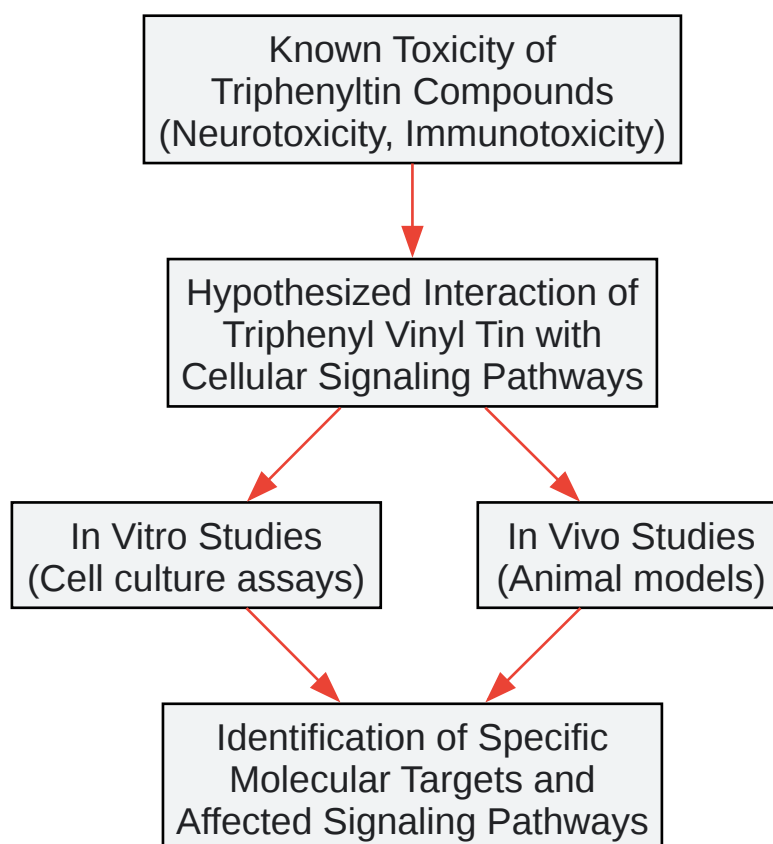 Known Toxicity of
Triphenyltin Compounds
(Neurotoxicity, Immunotoxicity)
Hypothesized Interaction of
Triphenyl Vinyl Tin with
Cellular Signaling Pathways
In Vitro Studies
(Cell culture assays)
In Vivo Studies
(Animal models)
Identification of Specific
Molecular Targets and
Affected Signaling Pathways